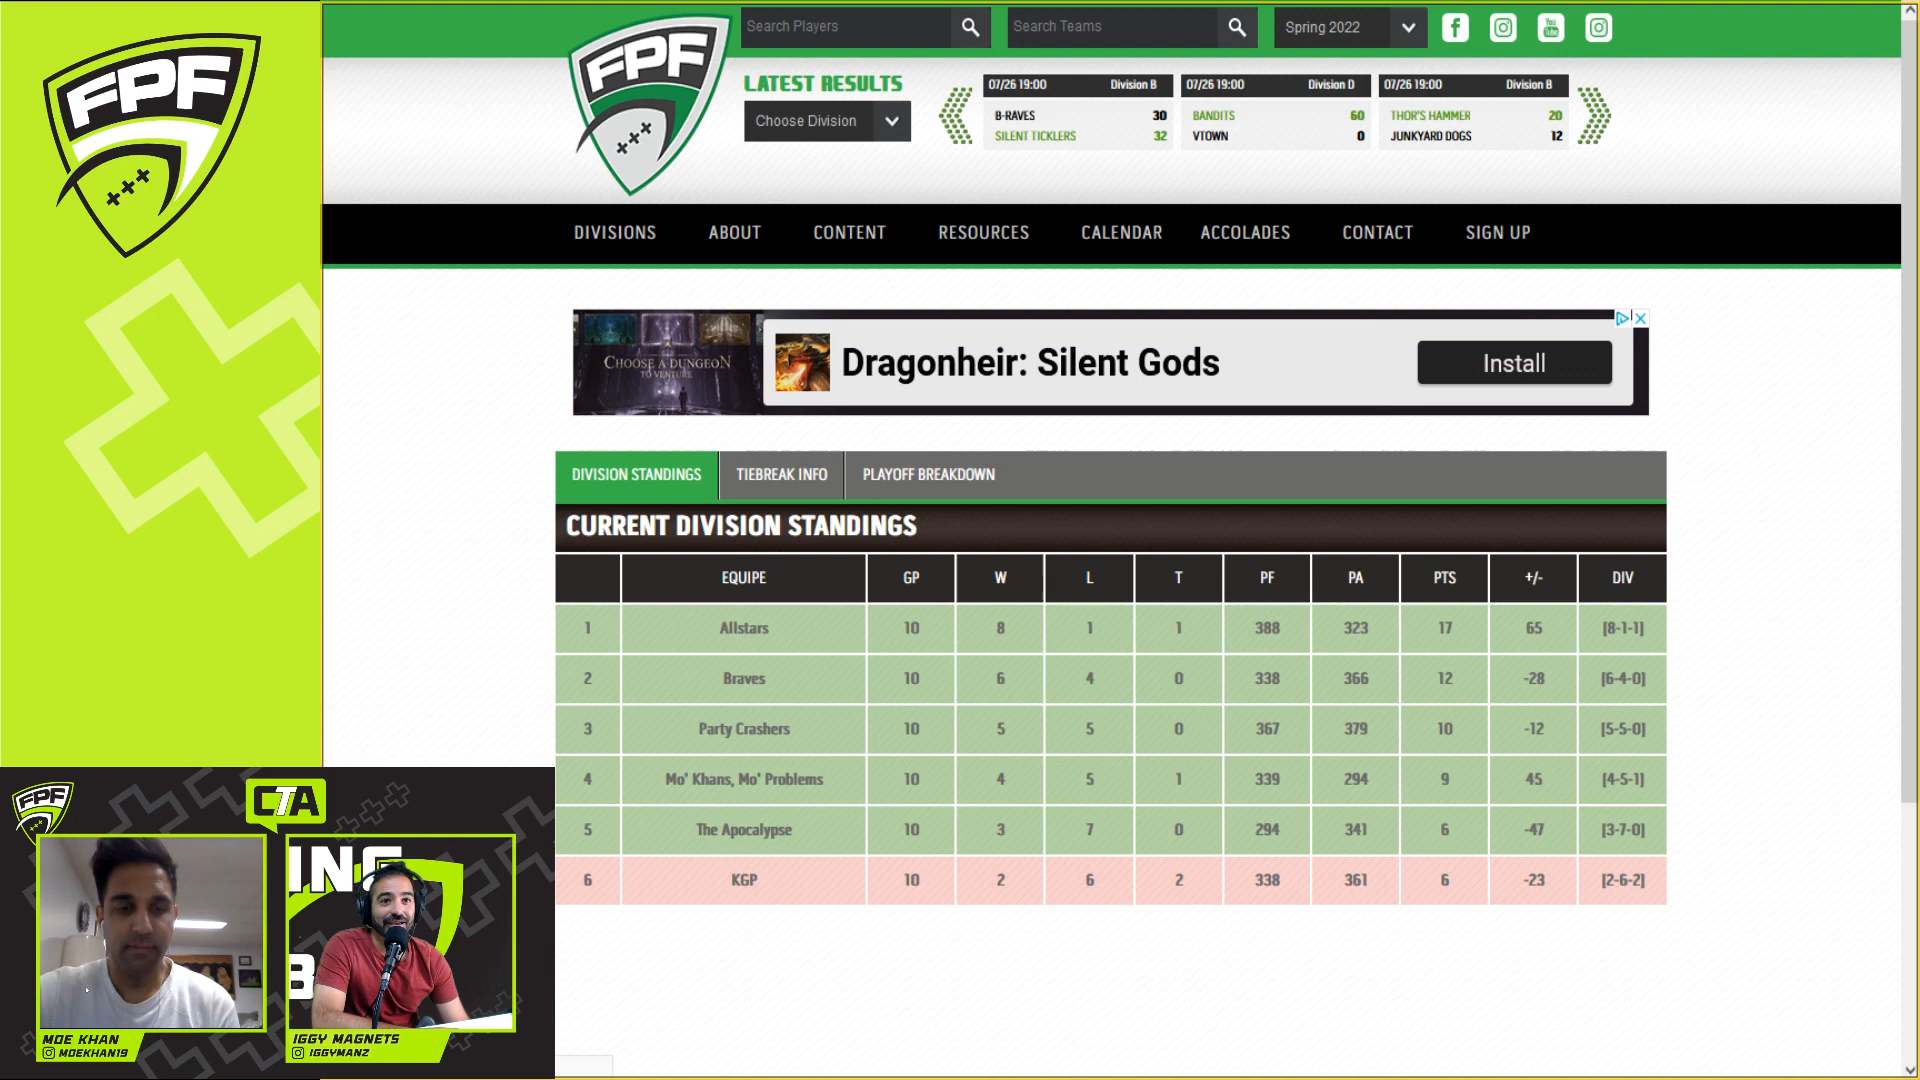 FPF
Search Players
Search Teams
Spring 2022
You
Tube
FPF
LATEST RESULTS
Choose Division
07/26 19:00 Division B
B-RAVES 30
SILENT TICKLERS 32
07/26 19:00 Division D
BANDITS 60
VTOWN 0
07/26 19:00 Division B
THOR'S HAMMER 20
JUNKYARD DOGS 12
DIVISIONS ABOUT CONTENT RESOURCES CALENDAR ACCOLADES CONTACT SIGN UP
CHOOSE A DUNGEON
TO VENTURE
Dragonheir: Silent Gods
Install
DIVISION STANDINGS TIEBREAK INFO PLAYOFF BREAKDOWN
CURRENT DIVISION STANDINGS
EQUIPE GP W L T PF PA PTS +/- DIV
1 Allstars 10 8 1 1 388 323 17 65 [8-1-1]
2 Braves 10 6 4 0 338 366 12 -28 [6-4-0]
3 Party Crashers 10 5 5 0 367 379 10 -12 [5-5-0]
4 Mo' Khans, Mo' Problems 10 4 5 1 339 294 9 45 [4-5-1]
5 The Apocalypse 10 3 7 0 294 341 6 -47 [3-7-0]
6 KGP 10 2 6 2 338 361 6 -23 [2-6-2]
FPF
CTA
ING
B
MOE KHAN
MOEKHAN19
IGGY MAGNETS
IGGYMANZ